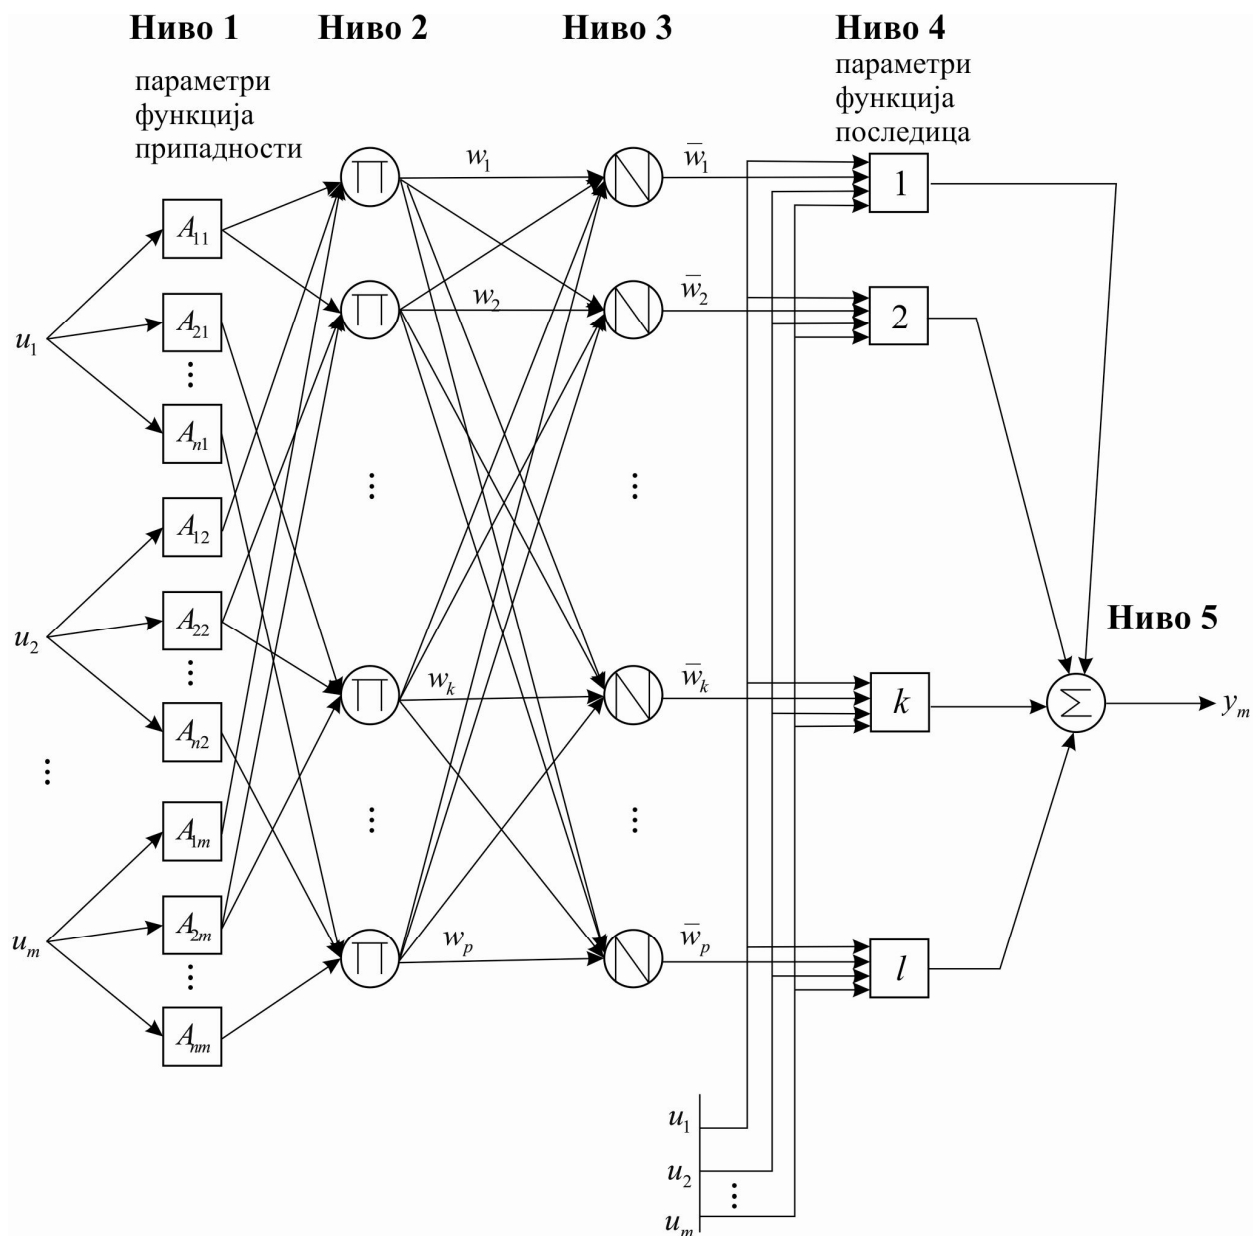 Ниво 1
Ниво 2
Ниво 3
Ниво 4
параметри
функција
припадности
параметри
функција
последица
u₁
u₂
⋮
uₘ
A₁₁
A₂₁
⋮
Aₙ₁
A₁₂
A₂₂
⋮
Aₙ₂
A₁ₘ
A₂ₘ
⋮
Aₙₘ
∏
∏
⋮
∏
⋮
∏
w₁
w₂
wₖ
wₚ
N
N
⋮
N
⋮
N
w̅₁
w̅₂
w̅ₖ
w̅ₚ
1
2
k
l
u₁
u₂
⋮
uₘ
Ниво 5
Σ
yₘ